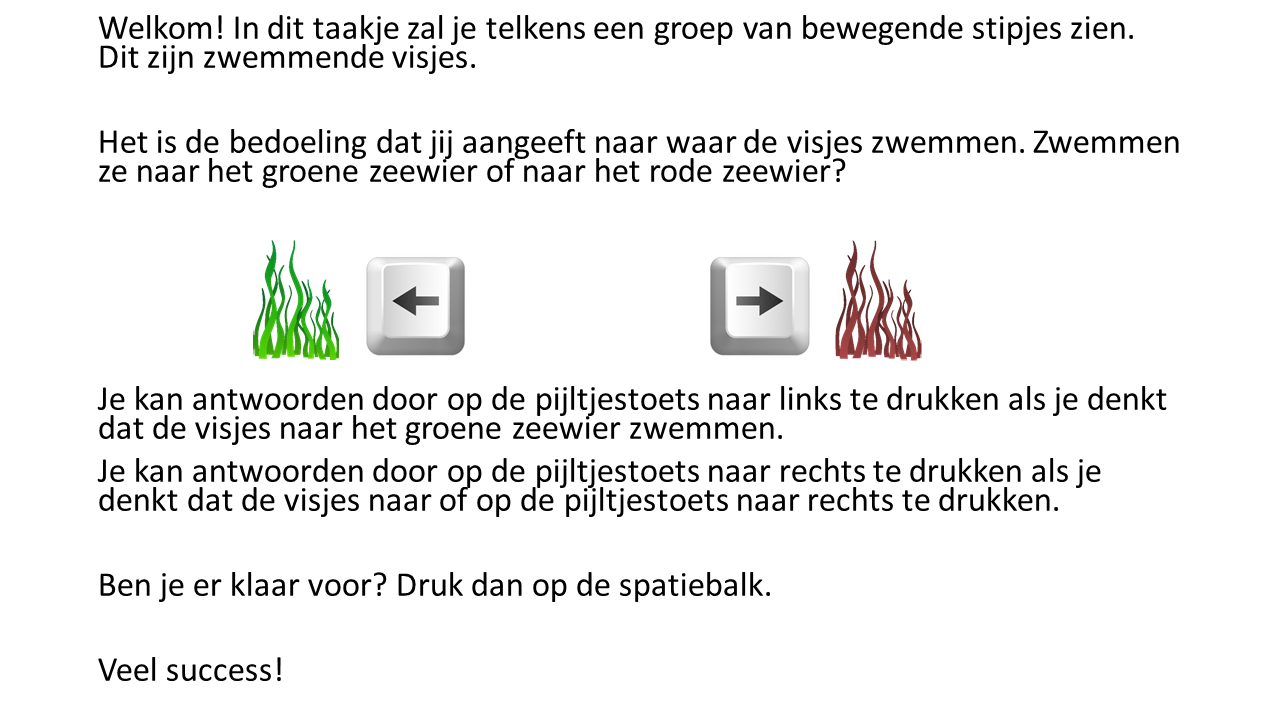 Welkom! In dit taakje zal je telkens een groep van bewegende stipjes zien.
Dit zijn zwemmende visjes.
Het is de bedoeling dat jij aangeeft naar waar de visjes zwemmen. Zwemmen
ze naar het groene zeewier of naar het rode zeewier?
Je kan antwoorden door op de pijltjestoets naar links te drukken als je denkt
dat de visjes naar het groene zeewier zwemmen.
Je kan antwoorden door op de pijltjestoets naar rechts te drukken als je
denkt dat de visjes naar of op de pijltjestoets naar rechts te drukken.
Ben je er klaar voor? Druk dan op de spatiebalk.
Veel success!